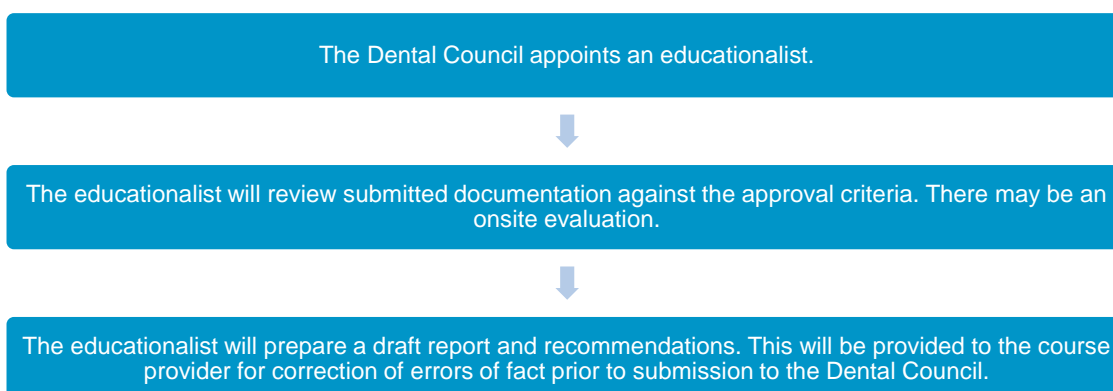 The Dental Council appoints an educationalist.
The educationalist will review submitted documentation against the approval criteria. There may be an
onsite evaluation.
The educationalist will prepare a draft report and recommendations. This will be provided to the course
provider for correction of errors of fact prior to submission to the Dental Council.